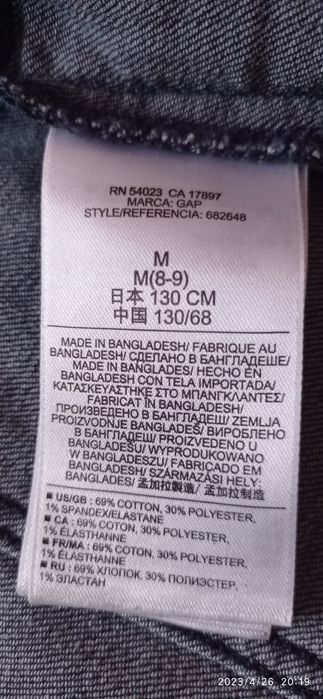 RN 54023 CA 17897
MARCA: GAP
STYLE/REFERENCIA: 682648
M
M(8-9)
日本 130 CM
中国 130/68
MADE IN BANGLADESH/ FABRIQUE AU
BANGLADESH/ СДЕЛАНО В БАНГЛАДЕШЕ/
MADE IN BANGLADES/ HECHO EN
BANGLADESH CON TELA IMPORTADA/
ΚΑΤΑΣΚΕΥΑΣΤΗΚΕ ΣΤΟ ΜΠΑΝΓΚΛΑΝΤΕΣ/
FABRICAT ÎN BANGLADESH/
ПРОИЗВЕДЕНО В БАНГЛАДЕШ/ ZEMLJA
PROIZVODNJE BANGLADEŠ/ ВИРОБЛЕНО
В БАНГЛАДЕШ/ PROIZVEDENO U
BANGLADEŠU/ WYPRODUKOWANO
W BANGLADESZU/ FABRICADO EM
BANGLADESH/ SZÁRMAZÁSI HELY:
BANGLADES/ 孟加拉製造/ 孟加拉制造
■ US/GB : 69% COTTON, 30% POLYESTER,
1% SPANDEX/ELASTANE
■ CA : 69% COTTON, 30% POLYESTER,
1% ÉLASTHANNE
■ FR/MA : 69% COTON, 30% POLYESTER,
1% ÉLASTHANNE
■ RU : 69% ХЛОПОК, 30% ПОЛИЭСТЕР,
1% ЭЛАСТАН
2023/4/26 20:19